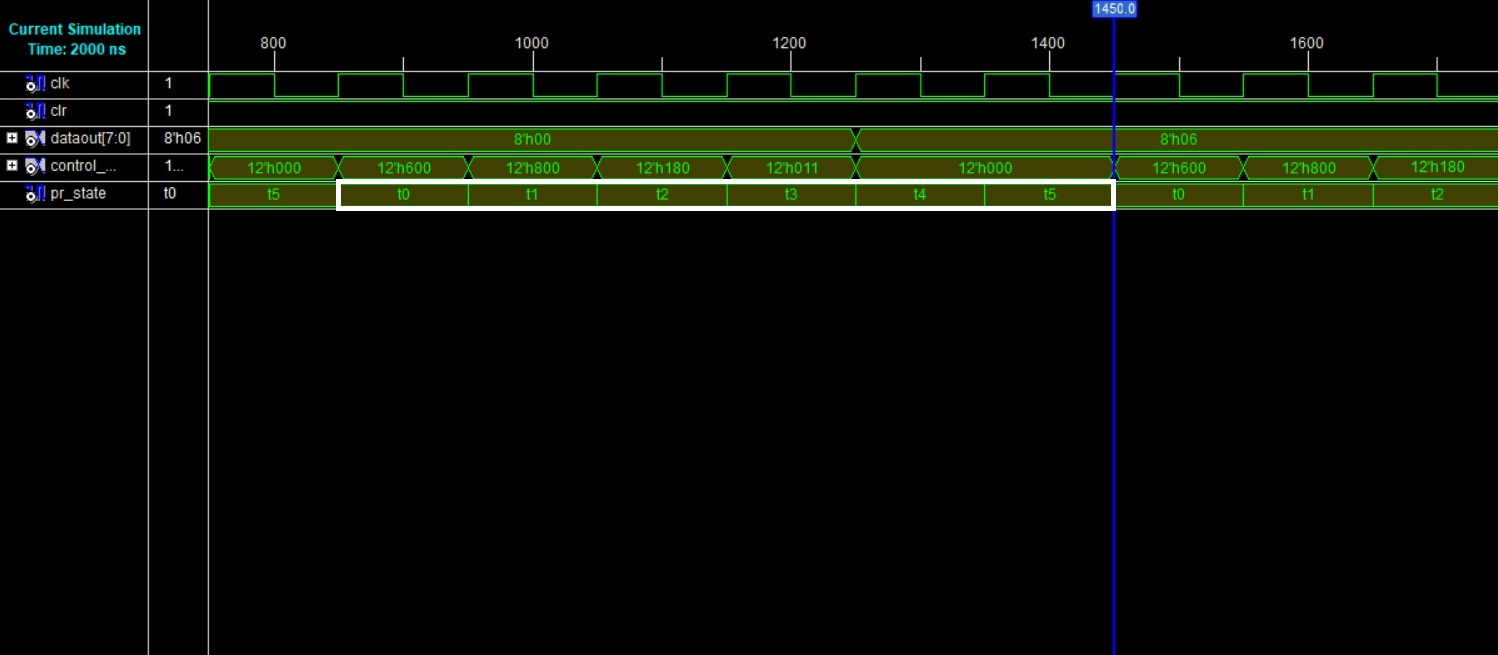 1450.0
Current Simulation
Time: 2000 ns
800 1000 1200 1400 1600
clk 1
clr 1
dataout[7:0] 8'h06 8'h00 8'h06
control_... 1... 12'h000 12'h600 12'h800 12'h180 12'h011 12'h000 12'h600 12'h800 12'h180
pr_state t0 t5 t0 t1 t2 t3 t4 t5 t0 t1 t2